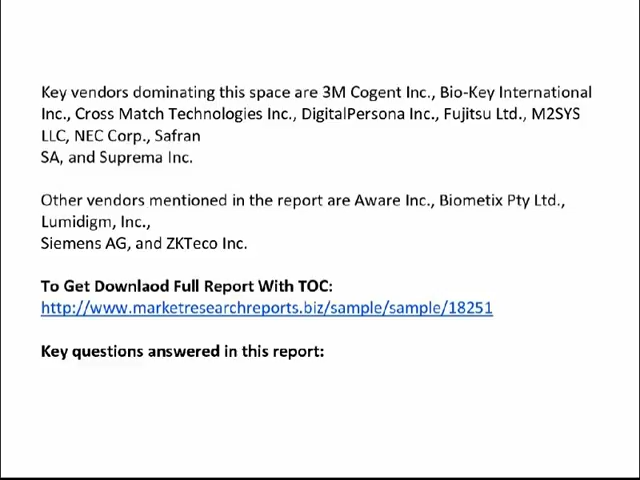 Key vendors dominating this space are 3M Cogent Inc., Bio-Key International
Inc., Cross Match Technologies Inc., DigitalPersona Inc., Fujitsu Ltd., M2SYS
LLC, NEC Corp., Safran
SA, and Suprema Inc.
Other vendors mentioned in the report are Aware Inc., Biometix Pty Ltd.,
Lumidigm, Inc.,
Siemens AG, and ZKTeco Inc.
To Get Downlaod Full Report With TOC:
http://www.marketresearchreports.biz/sample/sample/18251
Key questions answered in this report: